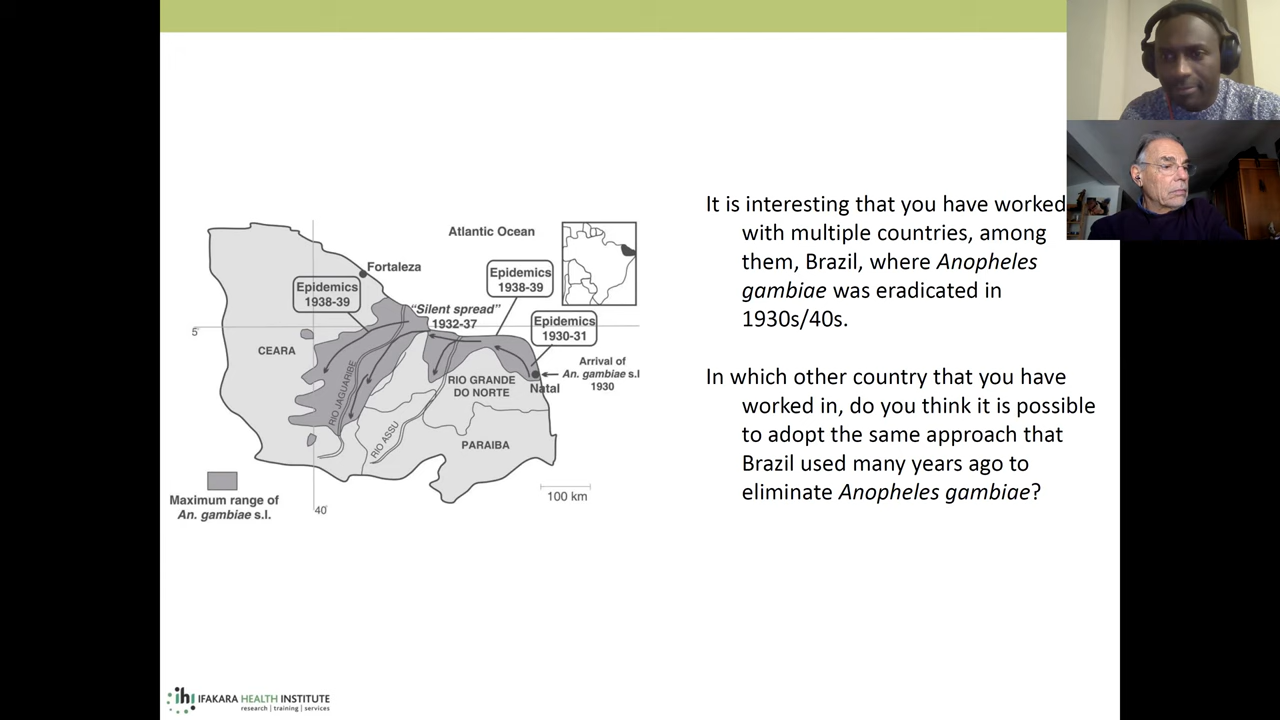 It is interesting that you have worked
with multiple countries, among
them, Brazil, where Anopheles
gambiae was eradicated in
1930s/40s.
In which other country that you have
worked in, do you think it is possible
to adopt the same approach that
Brazil used many years ago to
eliminate Anopheles gambiae?
Atlantic Ocean
Fortaleza
Epidemics
1938-39
Epidemics
1938-39
"Silent spread"
1932-37
Epidemics
1930-31
5°
CEARA
Arrival of
An. gambiae s.l
1930
Natal
RIO GRANDE
DO NORTE
RIO JAGUARIBE
RIO ASSU
PARAIBA
Maximum range of
An. gambiae s.l.
40°
100 km
ihi IFAKARA HEALTH INSTITUTE
research | training | services